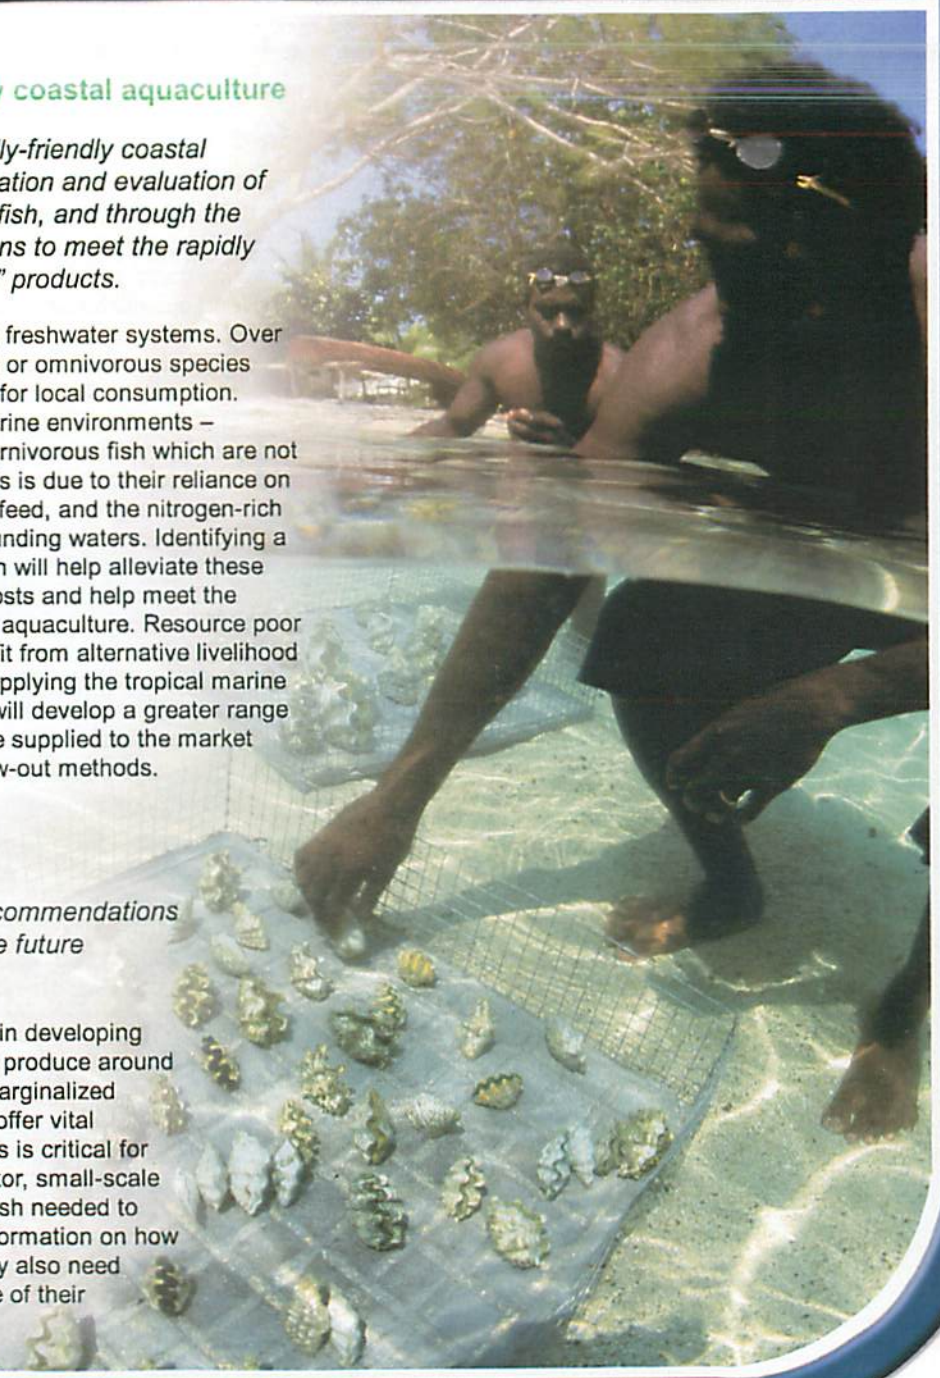 y coastal aquaculture
ly-friendly coastal
ation and evaluation of
fish, and through the
ns to meet the rapidly
" products.
freshwater systems. Over
or omnivorous species
for local consumption.
rine environments –
rnivorous fish which are not
s is due to their reliance on
feed, and the nitrogen-rich
unding waters. Identifying a
n will help alleviate these
osts and help meet the
aquaculture. Resource poor
it from alternative livelihood
pplying the tropical marine
will develop a greater range
e supplied to the market
w-out methods.
commendations
e future
in developing
produce around
arginalized
offer vital
s is critical for
tor, small-scale
sh needed to
ormation on how
y also need
e of their